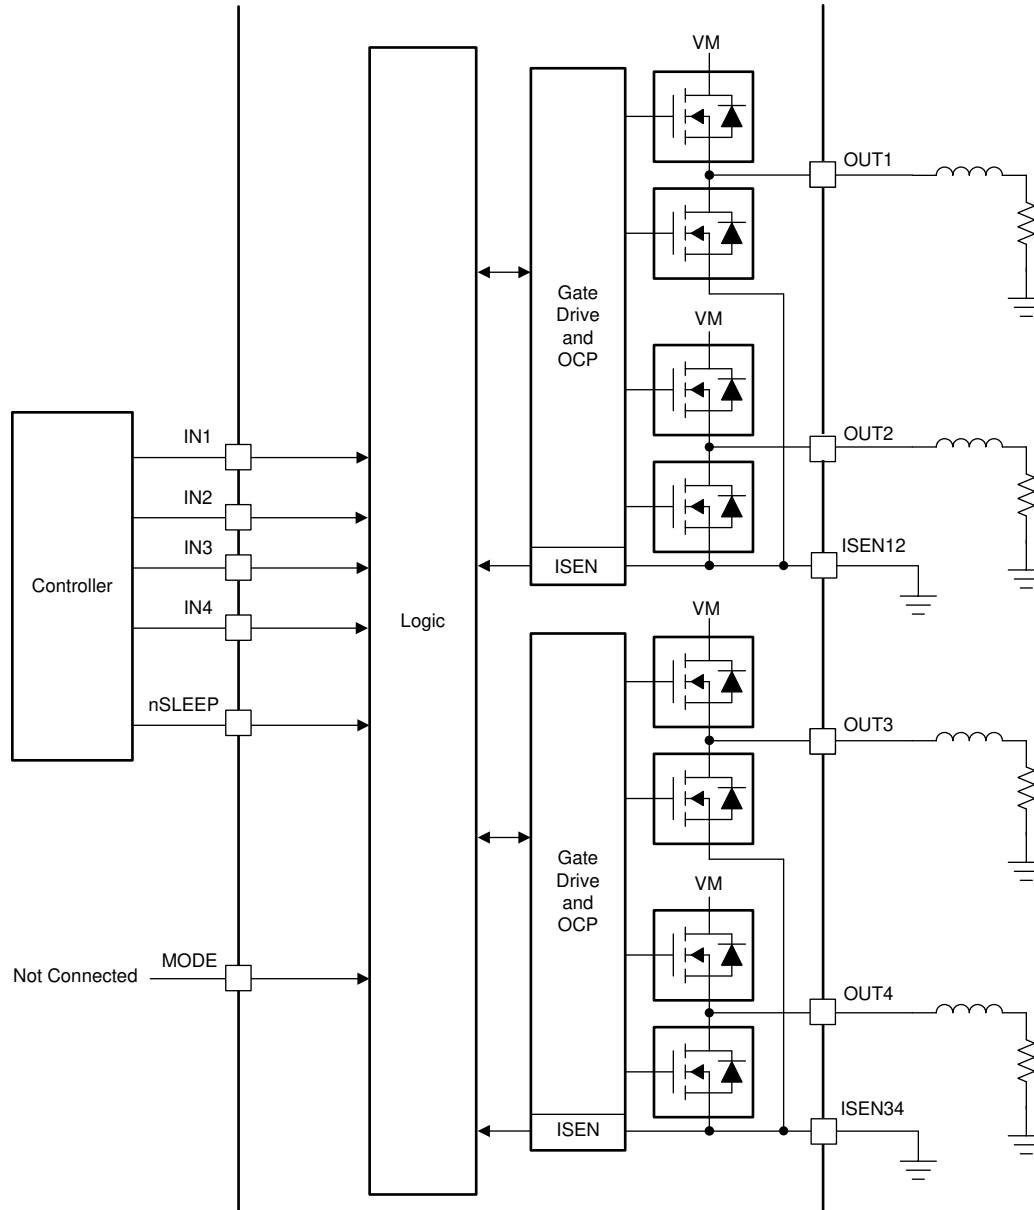 VM
OUT1
Gate
Drive
and
OCP
VM
IN1
OUT2
IN2
ISEN12
IN3
ISEN
Controller
IN4
VM
Logic
nSLEEP
OUT3
Gate
Drive
and
OCP
VM
MODE
Not Connected
OUT4
ISEN34
ISEN